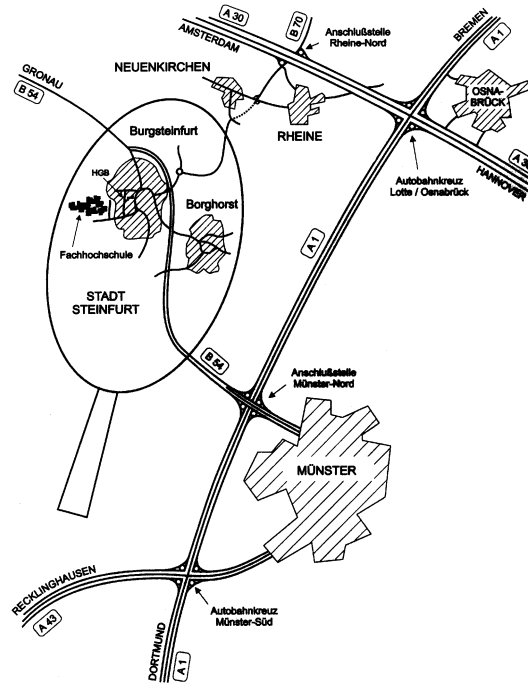 A 30
AMSTERDAM
B 70
Anschlußstelle
Rheine-Nord
BREMEN
A 1
GRONAU
B 54
NEUENKIRCHEN
RHEINE
OSNA-
BRÜCK
A 30
HANNOVER
Burgsteinfurt
HGB
Autobahnkreuz
Lotte / Osnabrück
Borghorst
Fachhochschule
A 1
STADT
STEINFURT
B 54
Anschlußstelle
Münster-Nord
MÜNSTER
RECKLINGHAUSEN
A 43
Autobahnkreuz
Münster-Süd
DORTMUND
A 1